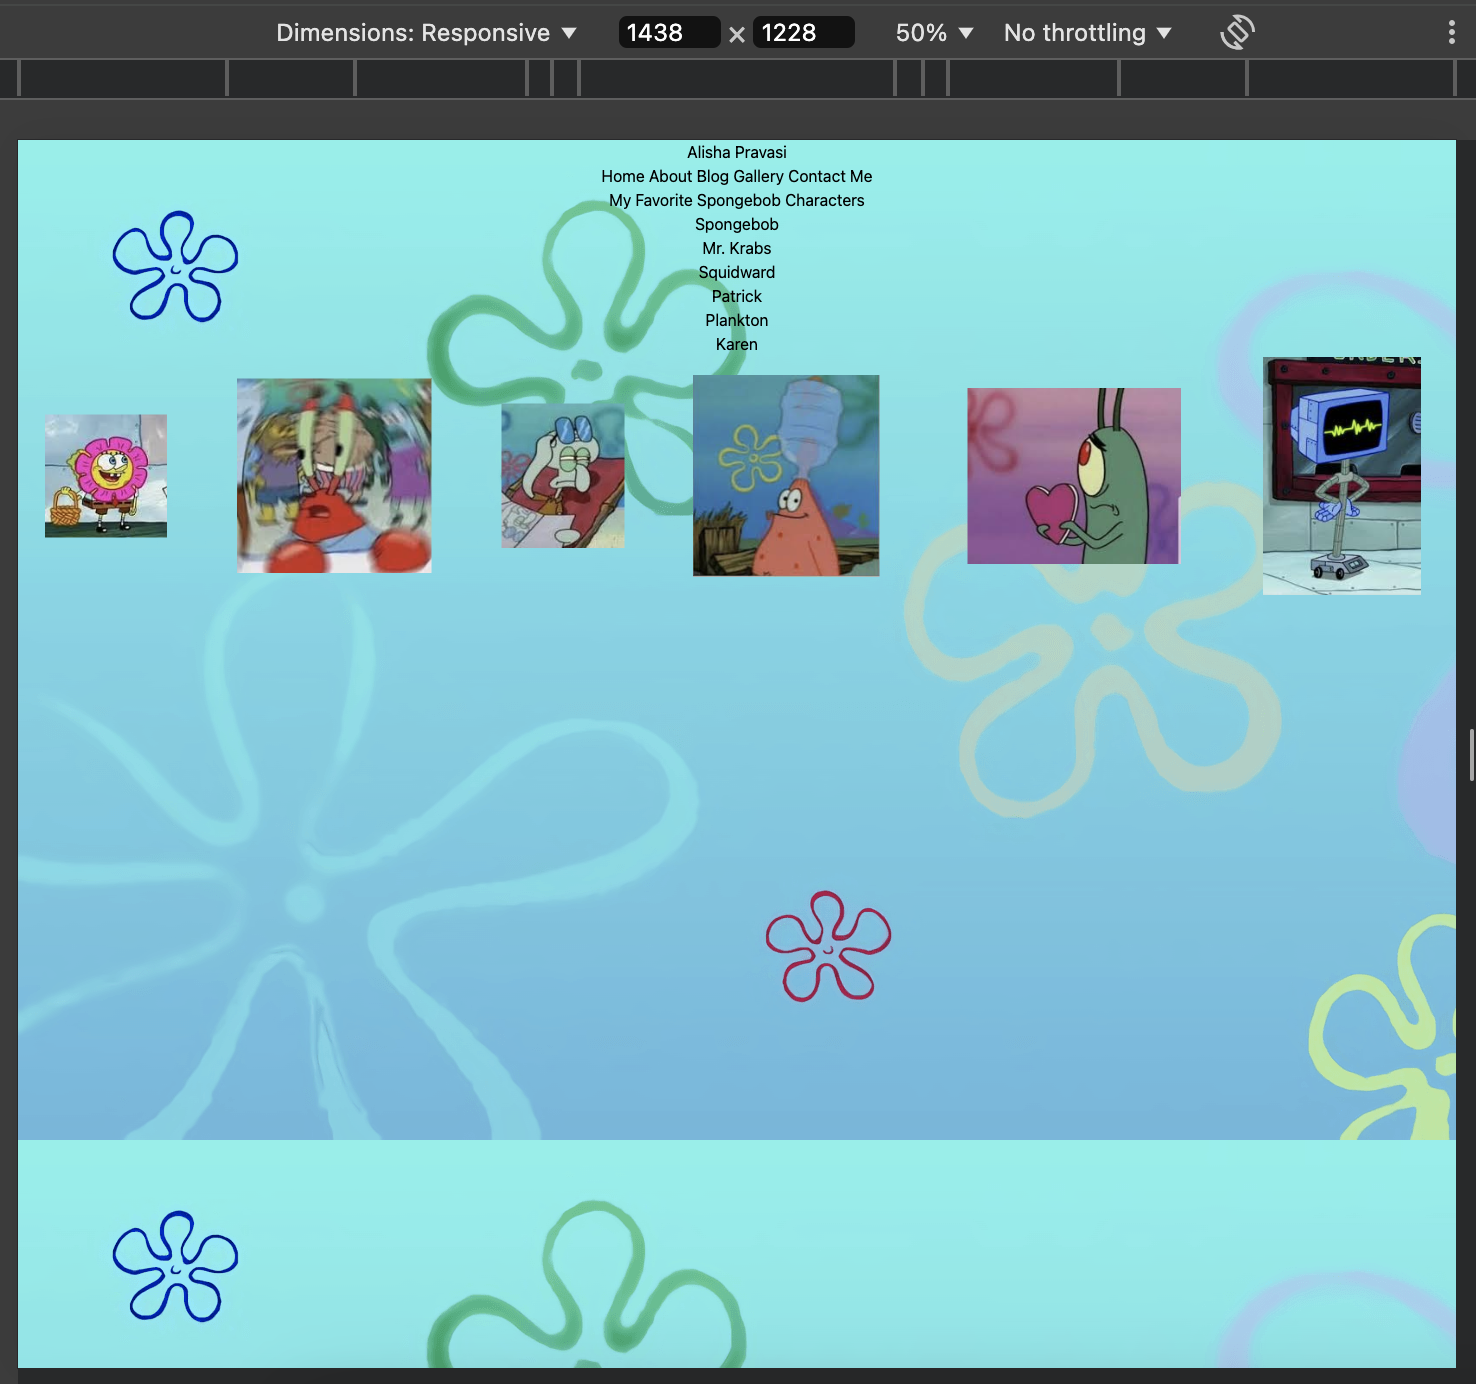 Dimensions: Responsive ▼ 1438 × 1228 50% ▼ No throttling ▼
Alisha Pravasi
Home About Blog Gallery Contact Me
My Favorite Spongebob Characters
Spongebob
Mr. Krabs
Squidward
Patrick
Plankton
Karen